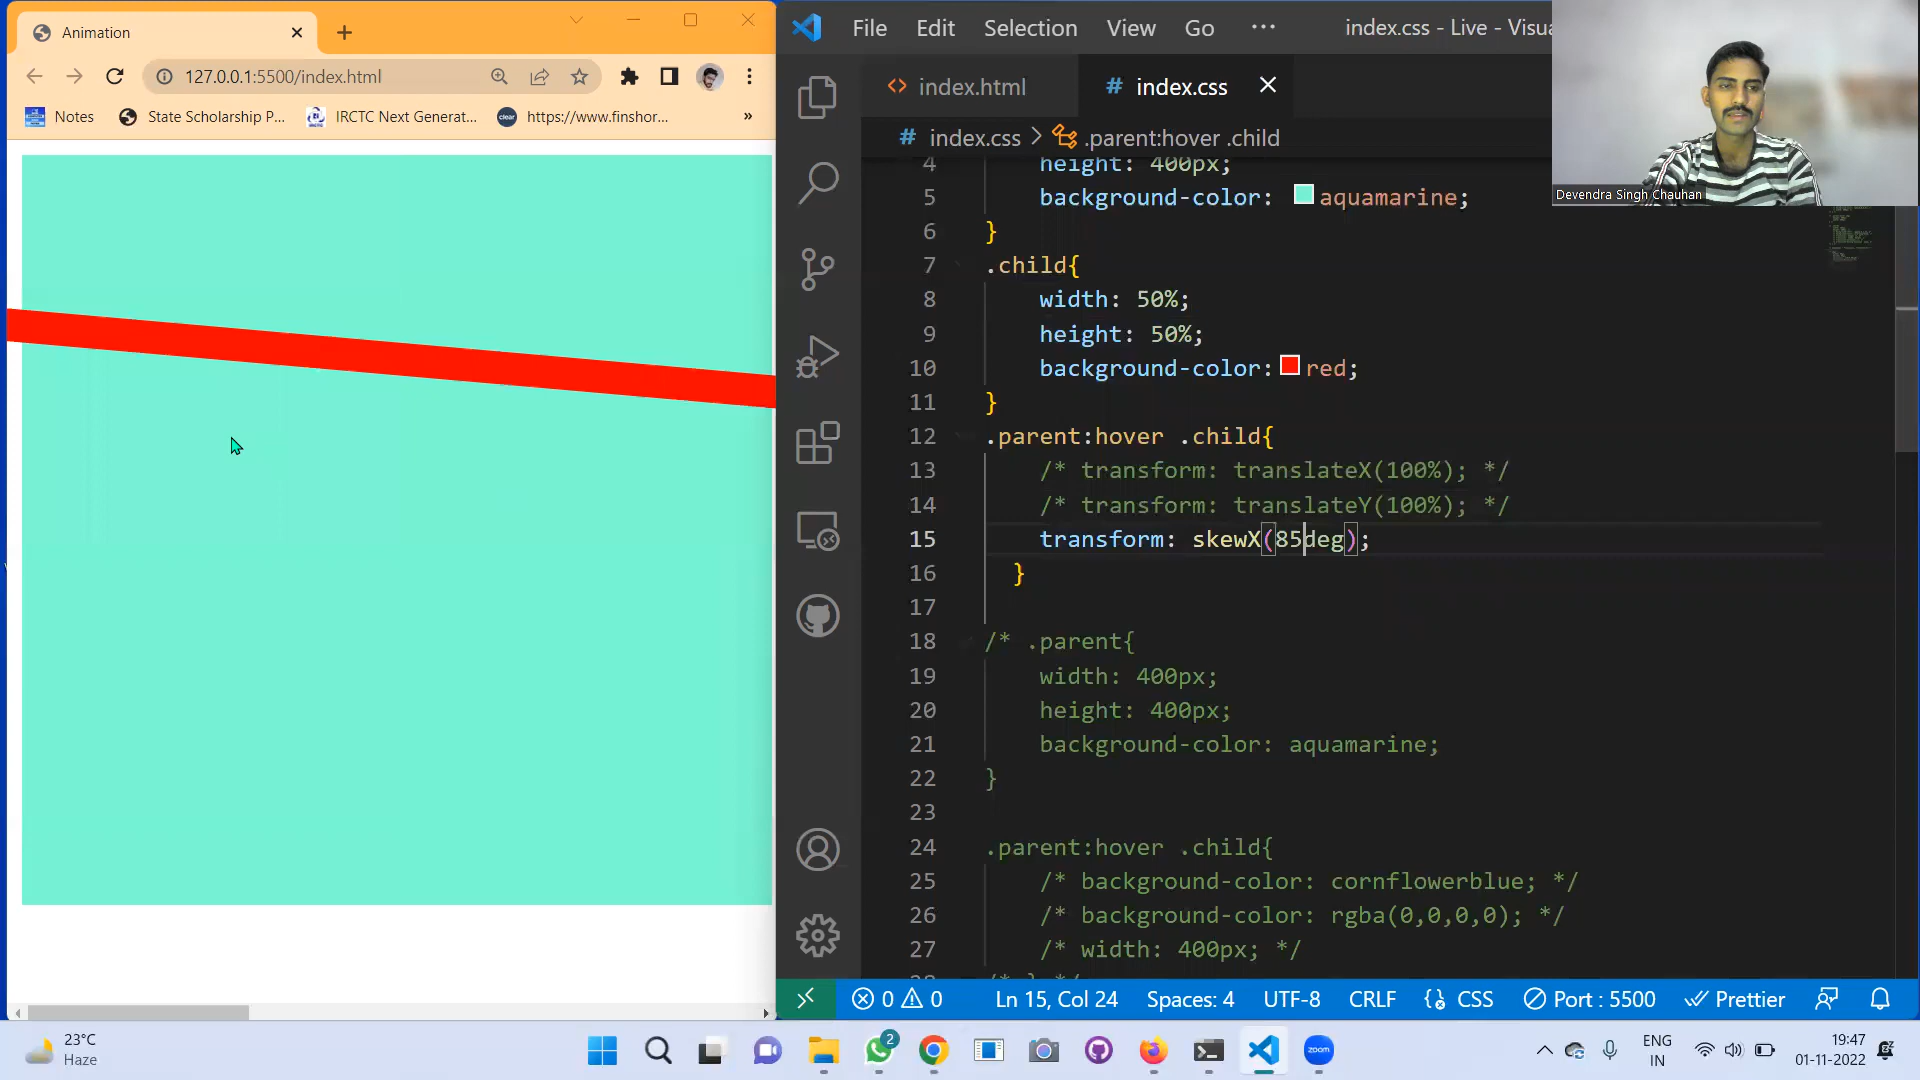 Animation
127.0.0.1:5500/index.html
Notes
State Scholarship P...
IRCTC Next Generat...
clear
https://www.finshor...
»
File Edit Selection View Go ···
index.css - Live - Visua
<> index.html
# index.css
# index.css > .parent:hover .child
4 height: 400px;
5 background-color: aquamarine;
6 }
7 .child{
8 width: 50%;
9 height: 50%;
10 background-color: red;
11 }
12 .parent:hover .child{
13 /* transform: translateX(100%); */
14 /* transform: translateY(100%); */
15 transform: skewX(85deg);
16 }
17
18 /* .parent{
19 width: 400px;
20 height: 400px;
21 background-color: aquamarine;
22 }
23
24 .parent:hover .child{
25 /* background-color: cornflowerblue; */
26 /* background-color: rgba(0,0,0,0); */
27 /* width: 400px; */
28 /* } */
Devendra Singh Chauhan
0 0
Ln 15, Col 24
Spaces: 4
UTF-8
CRLF
CSS
Port : 5500
Prettier
23°C
Haze
2
zoom
ENG
IN
19:47
01-11-2022